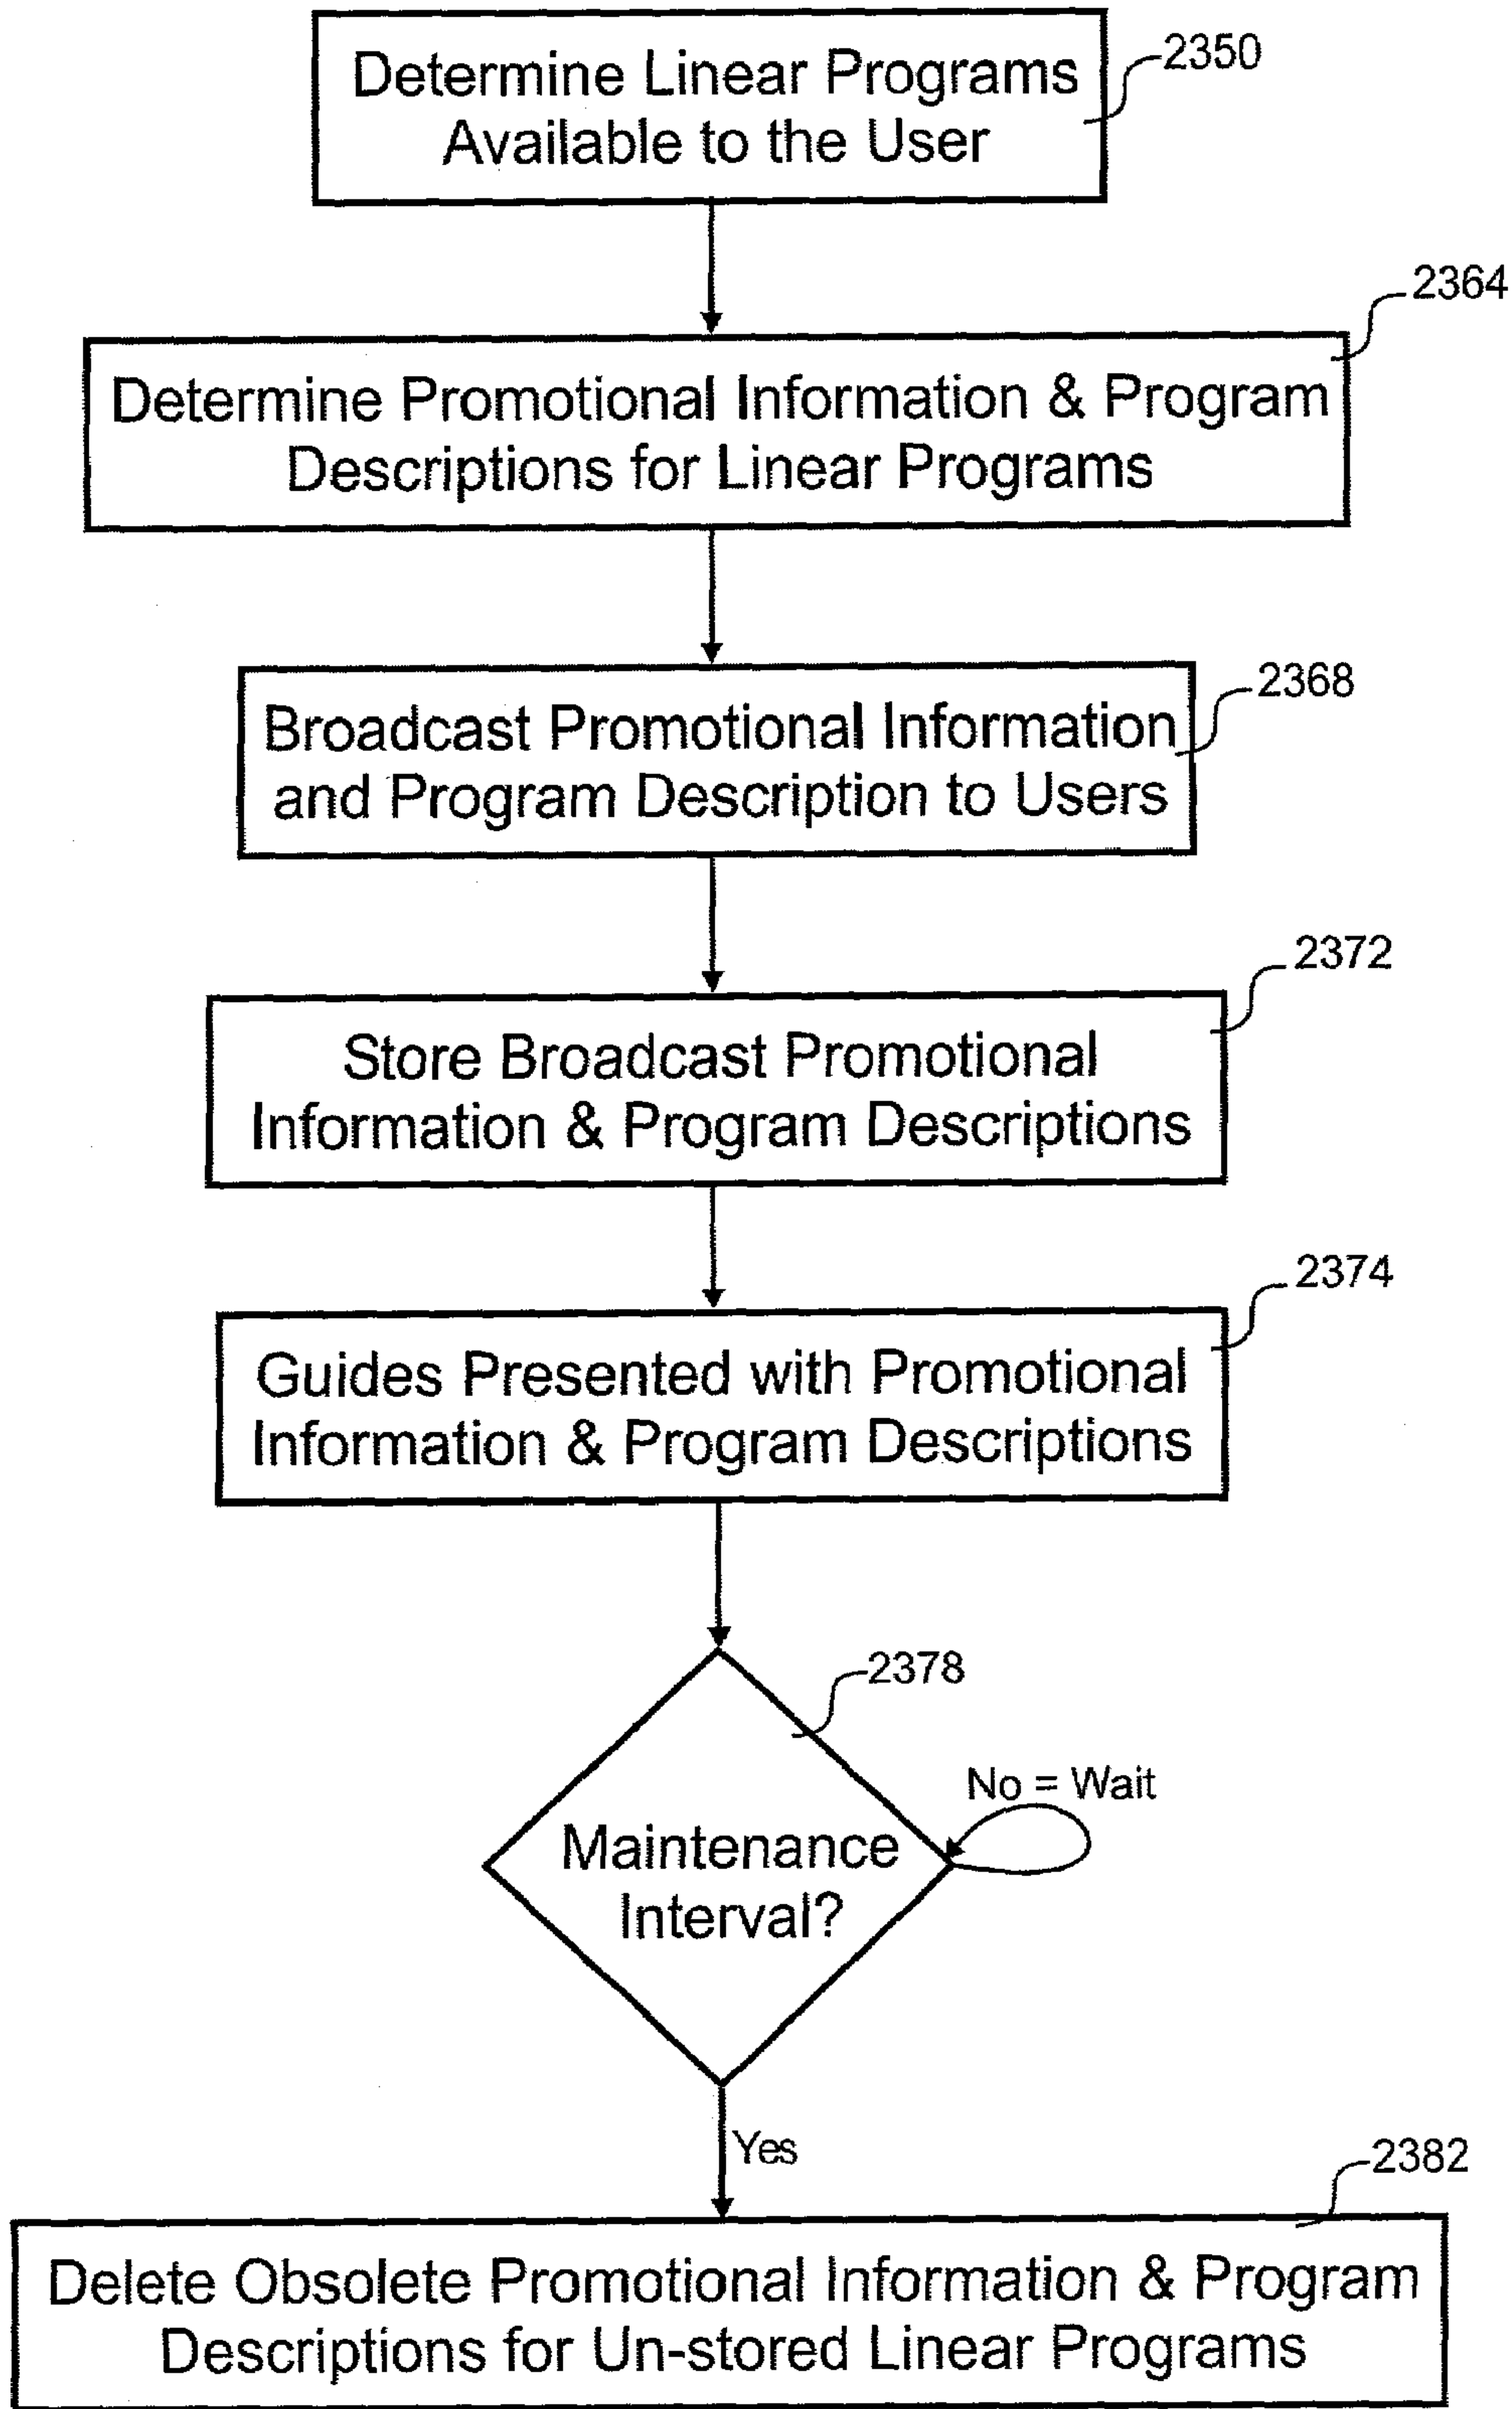 Determine Linear Programs
Available to the User
2350
2364
Determine Promotional Information & Program
Descriptions for Linear Programs
2368
Broadcast Promotional Information
and Program Description to Users
2372
Store Broadcast Promotional
Information & Program Descriptions
2374
Guides Presented with Promotional
Information & Program Descriptions
2378
No = Wait
Maintenance
Interval?
Yes
2382
Delete Obsolete Promotional Information & Program
Descriptions for Un-stored Linear Programs